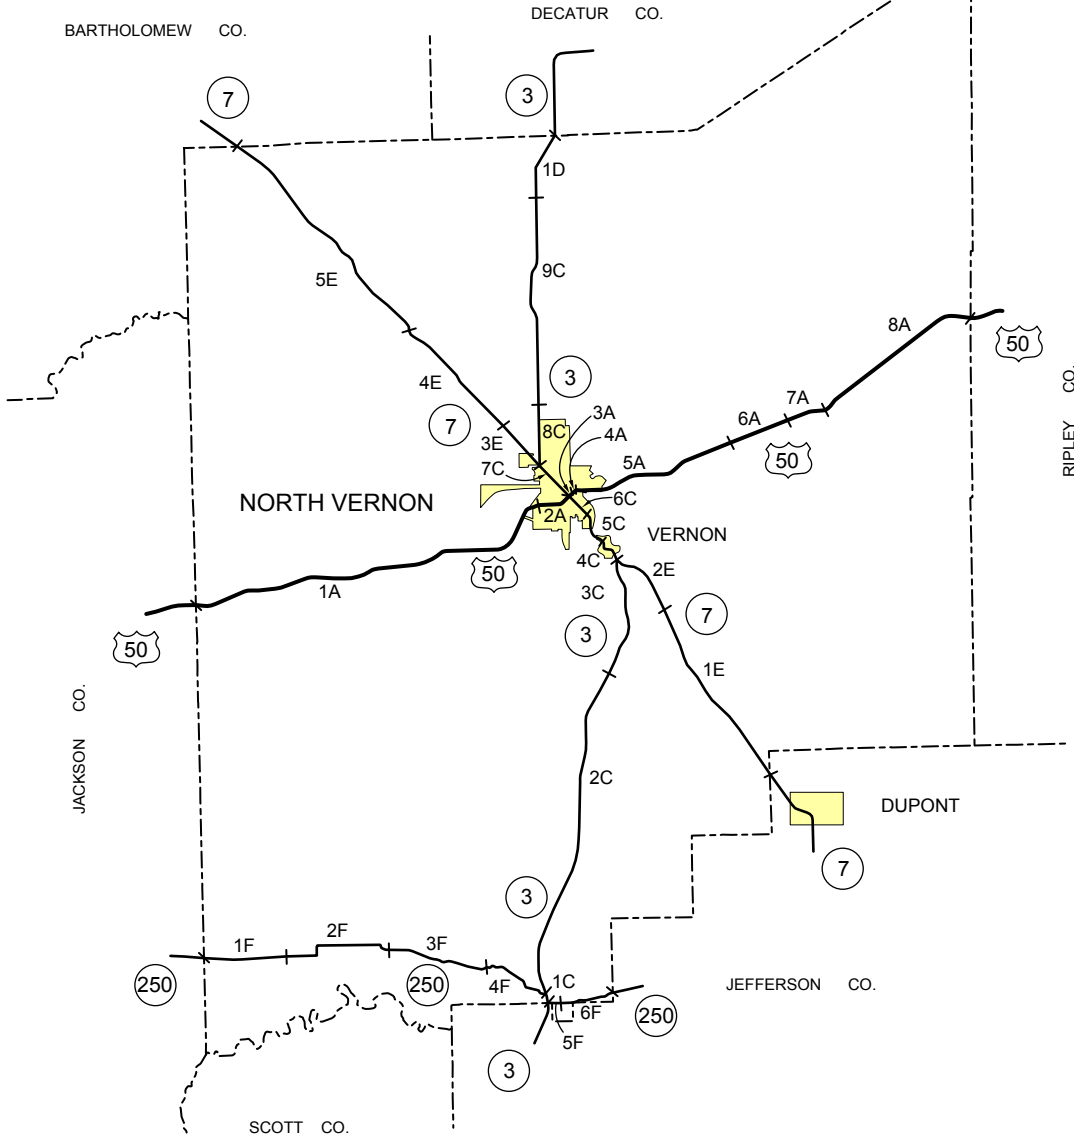 DECATUR CO.
BARTHOLOMEW CO.
7
3
1D
9C
5E
8A
50
RIPLEY CO.
3
4E
7
3A
7A
6A
8C
4A
3E
7C
5A
50
NORTH VERNON
6C
2A
5C
VERNON
4C
2E
50
1A
3C
7
3
50
1E
JACKSON CO.
2C
DUPONT
7
3
2F
1F
3F
250
250
4F
1C
JEFFERSON CO.
6F
250
5F
3
SCOTT CO.